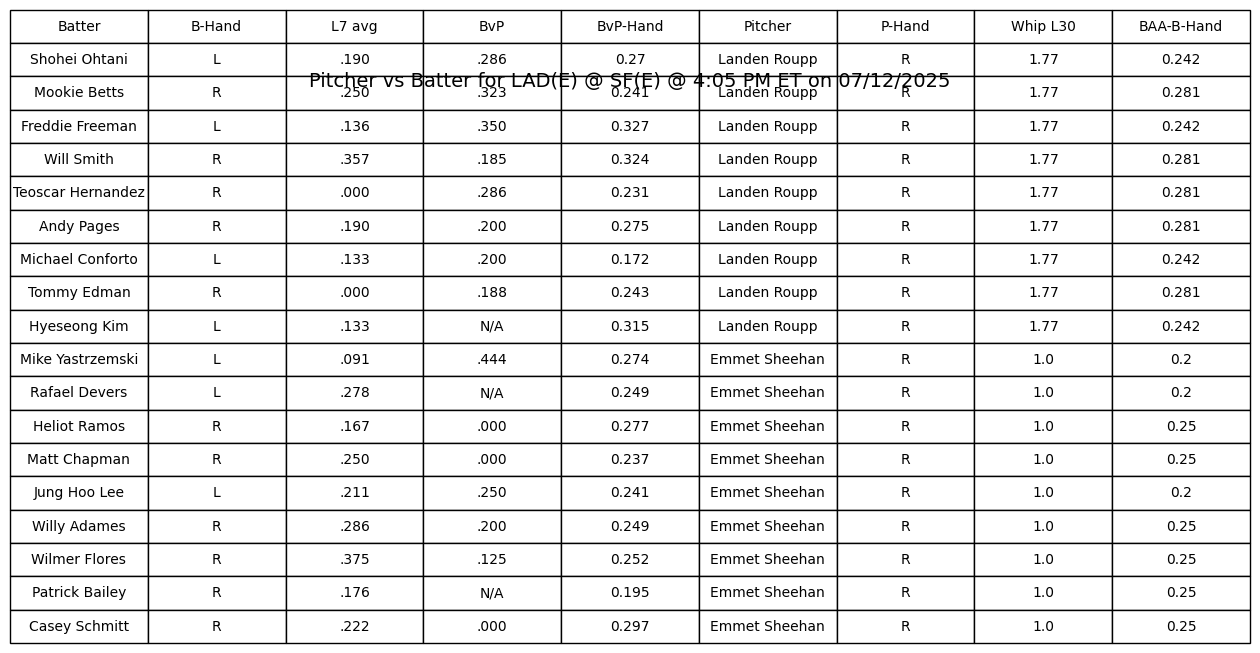 Batter B-Hand L7 avg BvP BvP-Hand Pitcher P-Hand Whip L30 BAA-B-Hand
Shohei Ohtani L .190 .286 0.27 Landen Roupp R 1.77 0.242
Pitcher vs Batter for LAD(E) @ SF(E) @ 4:05 PM ET on 07/12/2025
Mookie Betts R .250 .323 0.241 Landen Roupp R 1.77 0.281
Freddie Freeman L .136 .350 0.327 Landen Roupp R 1.77 0.242
Will Smith R .357 .185 0.324 Landen Roupp R 1.77 0.281
Teoscar Hernandez R .000 .286 0.231 Landen Roupp R 1.77 0.281
Andy Pages R .190 .200 0.275 Landen Roupp R 1.77 0.281
Michael Conforto L .133 .200 0.172 Landen Roupp R 1.77 0.242
Tommy Edman R .000 .188 0.243 Landen Roupp R 1.77 0.281
Hyeseong Kim L .133 N/A 0.315 Landen Roupp R 1.77 0.242
Mike Yastrzemski L .091 .444 0.274 Emmet Sheehan R 1.0 0.2
Rafael Devers L .278 N/A 0.249 Emmet Sheehan R 1.0 0.2
Heliot Ramos R .167 .000 0.277 Emmet Sheehan R 1.0 0.25
Matt Chapman R .250 .000 0.237 Emmet Sheehan R 1.0 0.25
Jung Hoo Lee L .211 .250 0.241 Emmet Sheehan R 1.0 0.2
Willy Adames R .286 .200 0.249 Emmet Sheehan R 1.0 0.25
Wilmer Flores R .375 .125 0.252 Emmet Sheehan R 1.0 0.25
Patrick Bailey R .176 N/A 0.195 Emmet Sheehan R 1.0 0.25
Casey Schmitt R .222 .000 0.297 Emmet Sheehan R 1.0 0.25